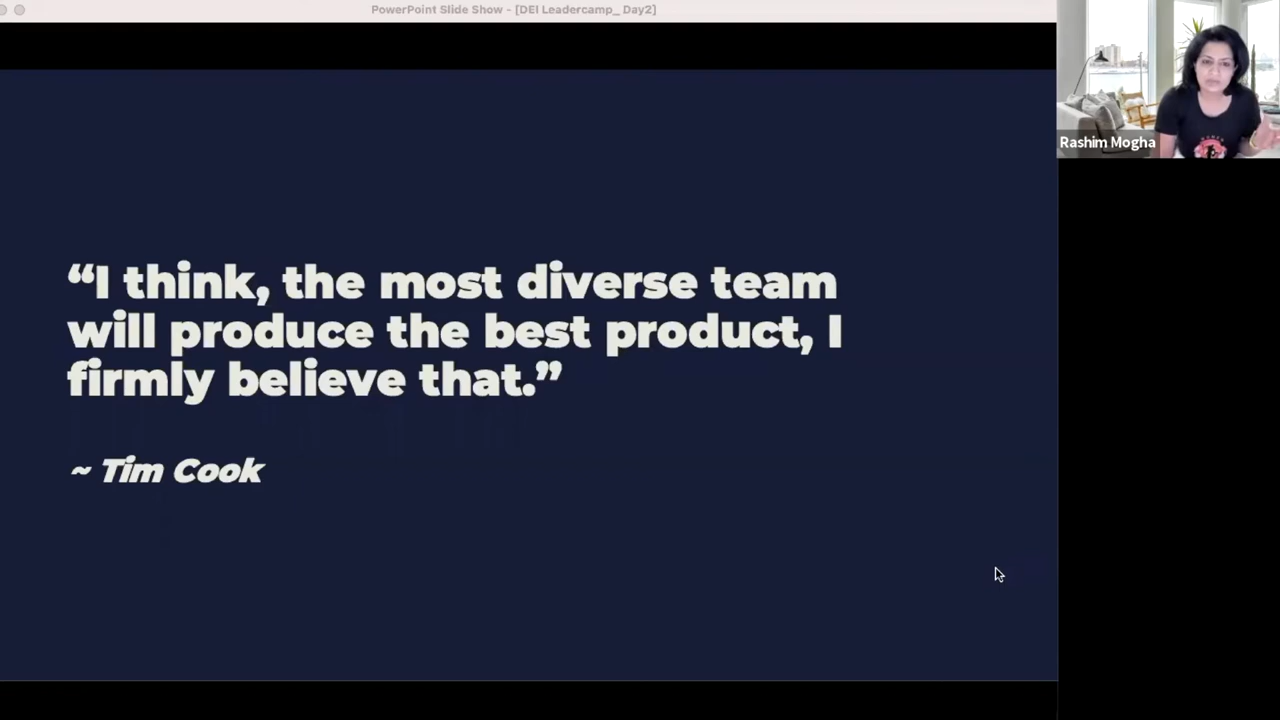 PowerPoint Slide Show - [DEI Leadercamp_ Day2]
Rashim Mogha
“I think, the most diverse team
will produce the best product, I
firmly believe that.”
~ Tim Cook